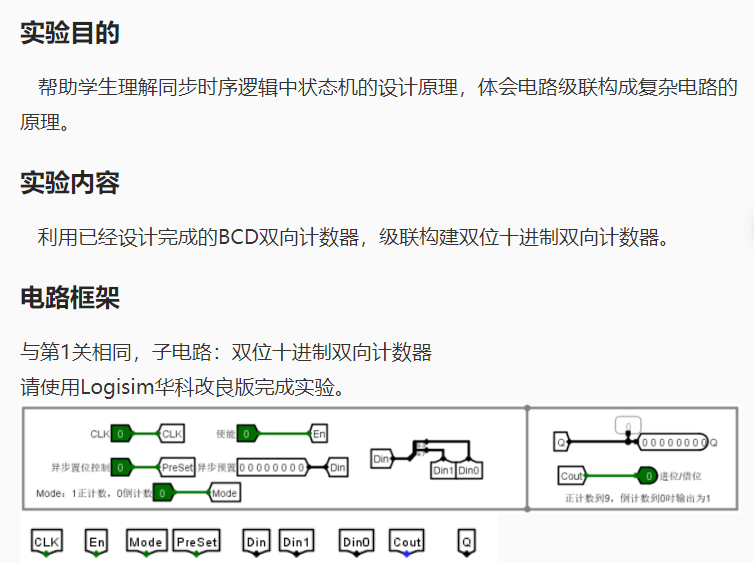 实验目的
帮助学生理解同步时序逻辑中状态机的设计原理，体会电路级联构成复杂电路的
原理。
实验内容
利用已经设计完成的BCD双向计数器，级联构建双位十进制双向计数器。
电路框架
与第1关相同，子电路：双位十进制双向计数器
请使用Logisim华科改良版完成实验。
CLK 0 CLK 使能 0 En
异步置位控制 0 PreSet 异步预置 0 0 0 0 0 0 0 0 Din
Mode：1正计数，0倒计数 0 Mode
Din Din1 Din0
0
Q 0 0 0 0 0 0 0 0 Q
Cout 0 进位/借位
正计数到9，倒计数到0时输出为1
CLK En Mode PreSet Din Din1 Din0 Cout Q